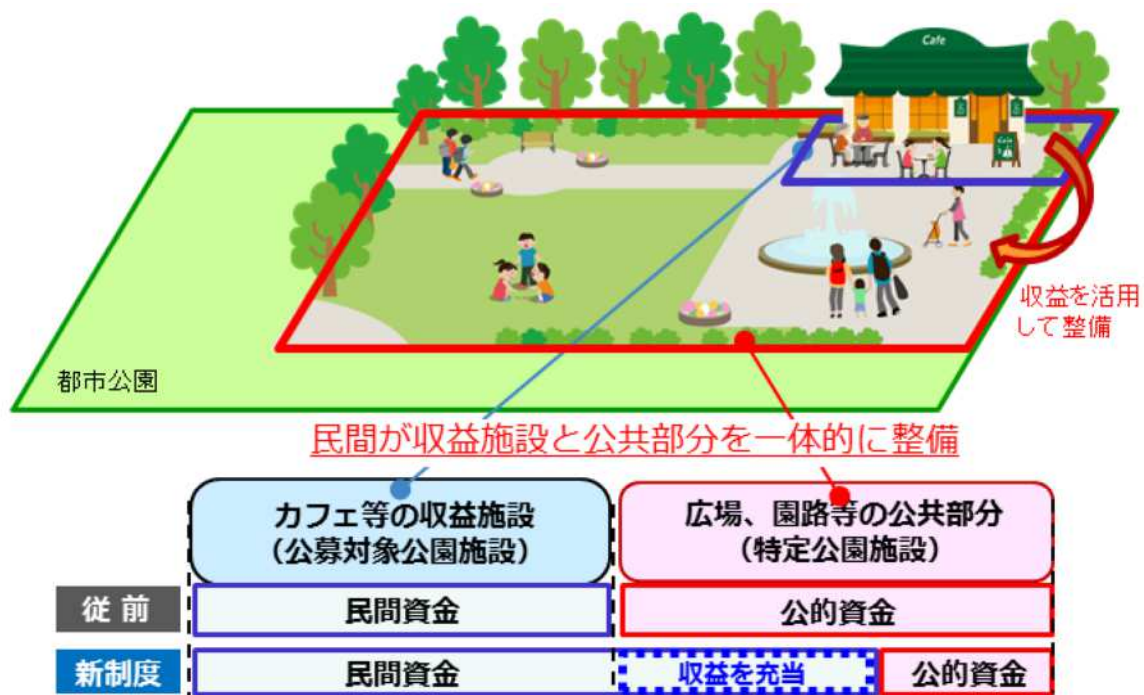 Cafe
Cafe
収益を活用
して整備
都市公園
民間が収益施設と公共部分を一体的に整備
カフェ等の収益施設
（公募対象公園施設）
広場、園路等の公共部分
（特定公園施設）
従前
民間資金
公的資金
新制度
民間資金
収益を充当
公的資金